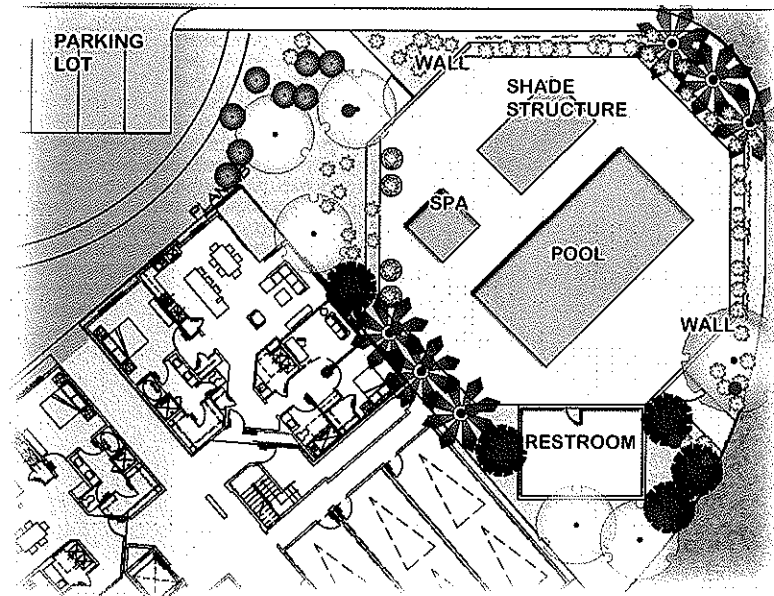 PARKING
LOT
WALL
SHADE
STRUCTURE
SPA
POOL
WALL
RESTROOM